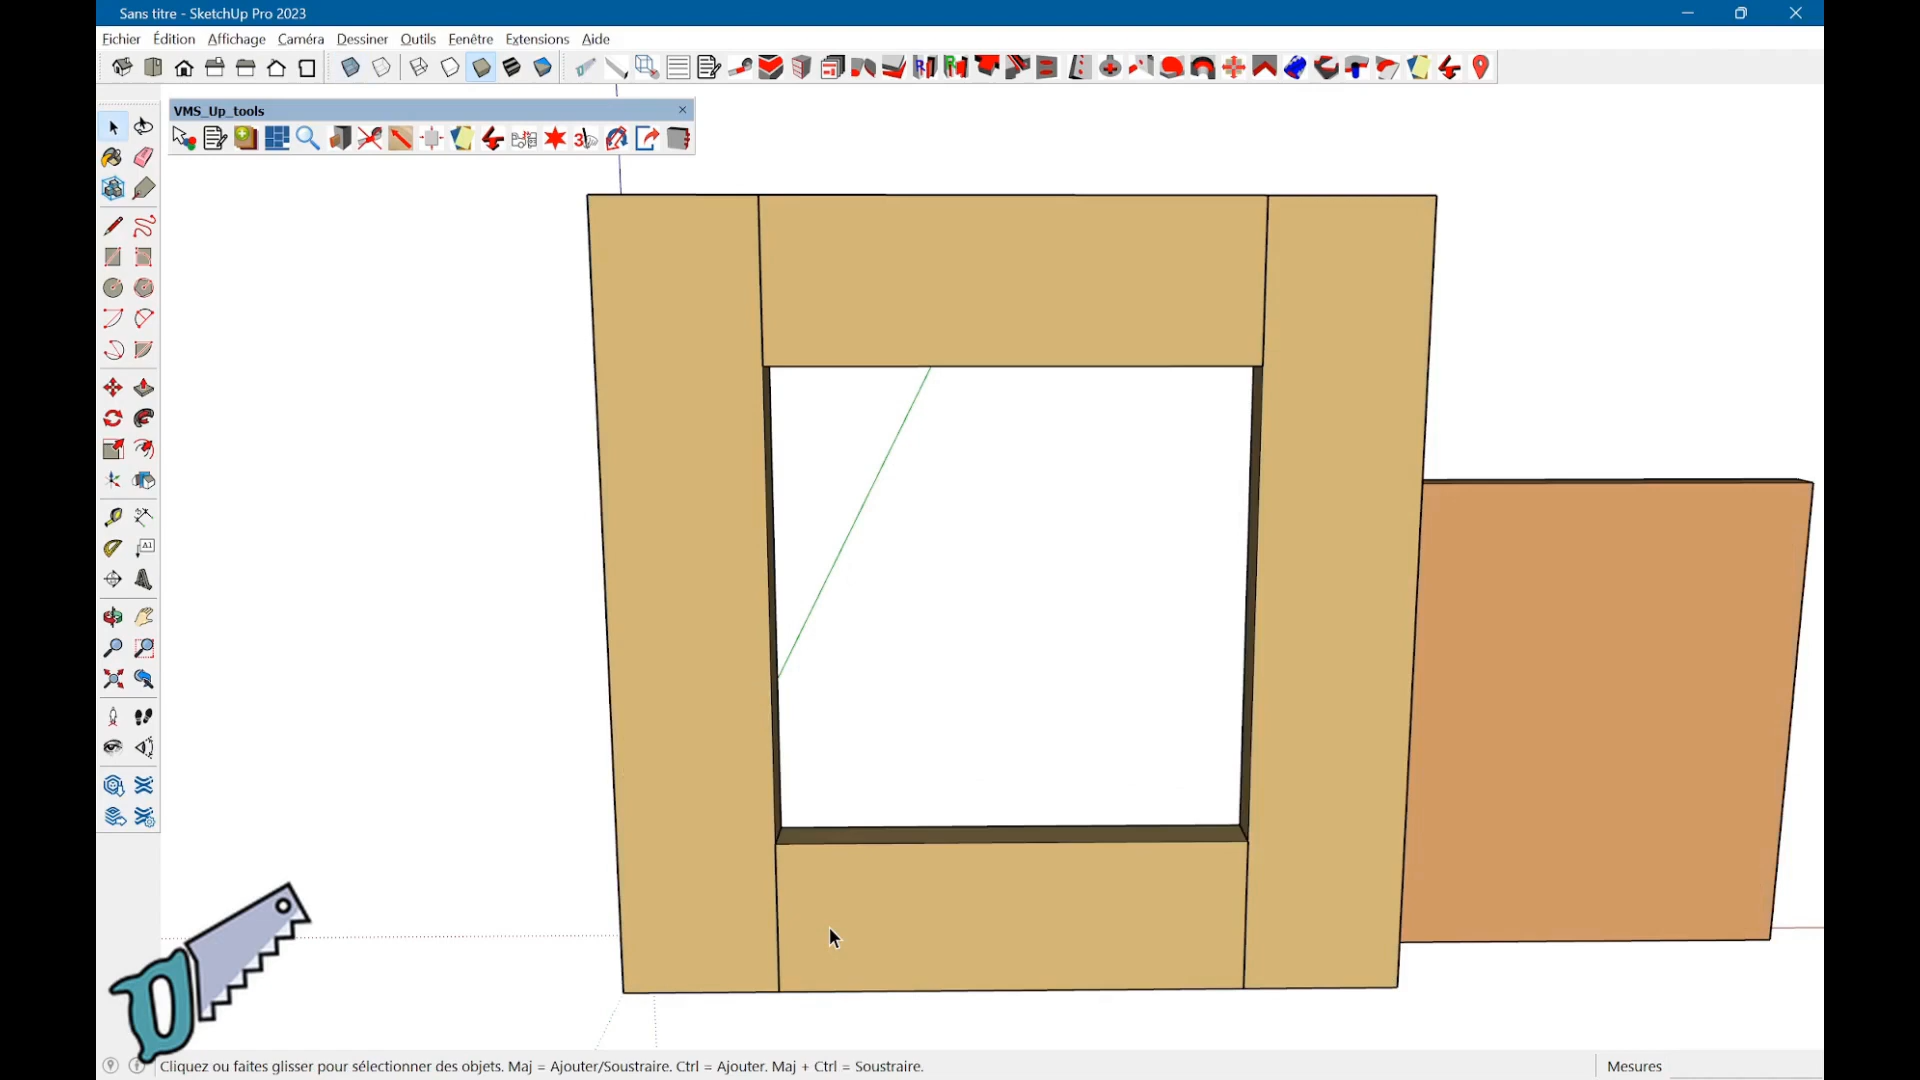 Sans titre - SketchUp Pro 2023
Fichier Édition Affichage Caméra Dessiner Outils Fenêtre Extensions Aide
VMS_Up_tools
Cliquez ou faites glisser pour sélectionner des objets. Maj = Ajouter/Soustraire. Ctrl = Ajouter. Maj + Ctrl = Soustraire.
Mesures